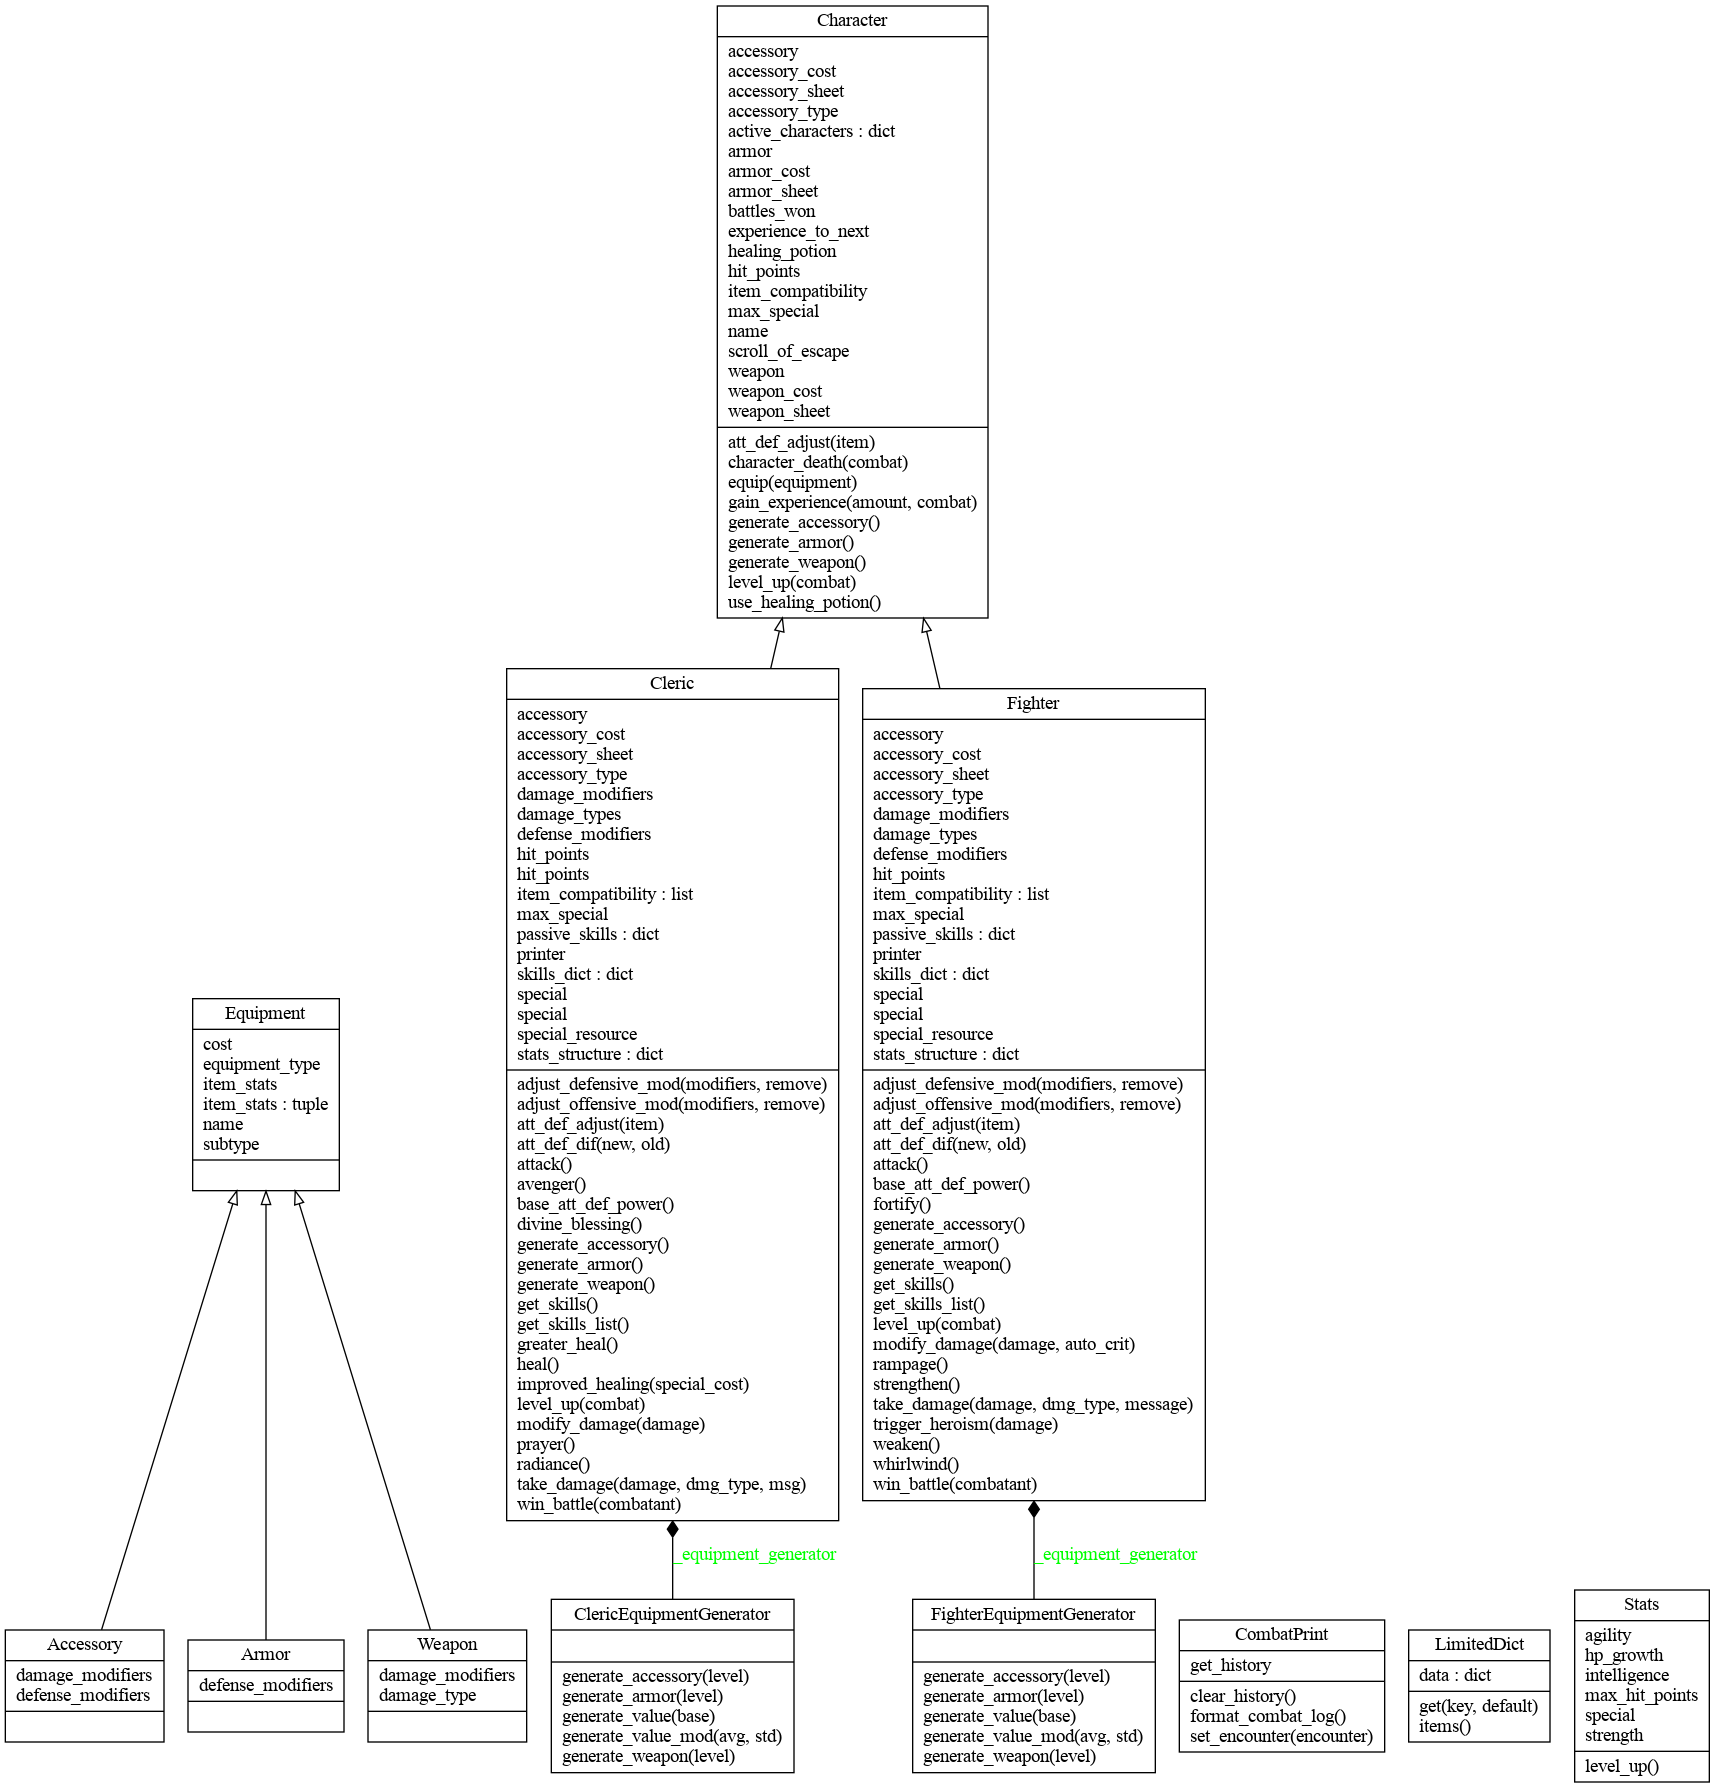 Character
accessory
accessory_cost
accessory_sheet
accessory_type
active_characters : dict
armor
armor_cost
armor_sheet
battles_won
experience_to_next
healing_potion
hit_points
item_compatibility
max_special
name
scroll_of_escape
weapon
weapon_cost
weapon_sheet
att_def_adjust(item)
character_death(combat)
equip(equipment)
gain_experience(amount, combat)
generate_accessory()
generate_armor()
generate_weapon()
level_up(combat)
use_healing_potion()
Cleric
accessory
accessory_cost
accessory_sheet
accessory_type
damage_modifiers
damage_types
defense_modifiers
hit_points
hit_points
item_compatibility : list
max_special
passive_skills : dict
printer
skills_dict : dict
special
special
special_resource
stats_structure : dict
adjust_defensive_mod(modifiers, remove)
adjust_offensive_mod(modifiers, remove)
att_def_adjust(item)
att_def_dif(new, old)
attack()
avenger()
base_att_def_power()
divine_blessing()
generate_accessory()
generate_armor()
generate_weapon()
get_skills()
get_skills_list()
greater_heal()
heal()
improved_healing(special_cost)
level_up(combat)
modify_damage(damage)
prayer()
radiance()
take_damage(damage, dmg_type, msg)
win_battle(combatant)
Fighter
accessory
accessory_cost
accessory_sheet
accessory_type
damage_modifiers
damage_types
defense_modifiers
hit_points
item_compatibility : list
max_special
passive_skills : dict
printer
skills_dict : dict
special
special
special_resource
stats_structure : dict
adjust_defensive_mod(modifiers, remove)
adjust_offensive_mod(modifiers, remove)
att_def_adjust(item)
att_def_dif(new, old)
attack()
base_att_def_power()
fortify()
generate_accessory()
generate_armor()
generate_weapon()
get_skills()
get_skills_list()
level_up(combat)
modify_damage(damage, auto_crit)
rampage()
strengthen()
take_damage(damage, dmg_type, message)
trigger_heroism(damage)
weaken()
whirlwind()
win_battle(combatant)
Equipment
cost
equipment_type
item_stats
item_stats : tuple
name
subtype
_equipment_generator
_equipment_generator
Accessory
damage_modifiers
defense_modifiers
Armor
defense_modifiers
Weapon
damage_modifiers
damage_type
ClericEquipmentGenerator
generate_accessory(level)
generate_armor(level)
generate_value(base)
generate_value_mod(avg, std)
generate_weapon(level)
FighterEquipmentGenerator
generate_accessory(level)
generate_armor(level)
generate_value(base)
generate_value_mod(avg, std)
generate_weapon(level)
CombatPrint
get_history
clear_history()
format_combat_log()
set_encounter(encounter)
LimitedDict
data : dict
get(key, default)
items()
Stats
agility
hp_growth
intelligence
max_hit_points
special
strength
level_up()